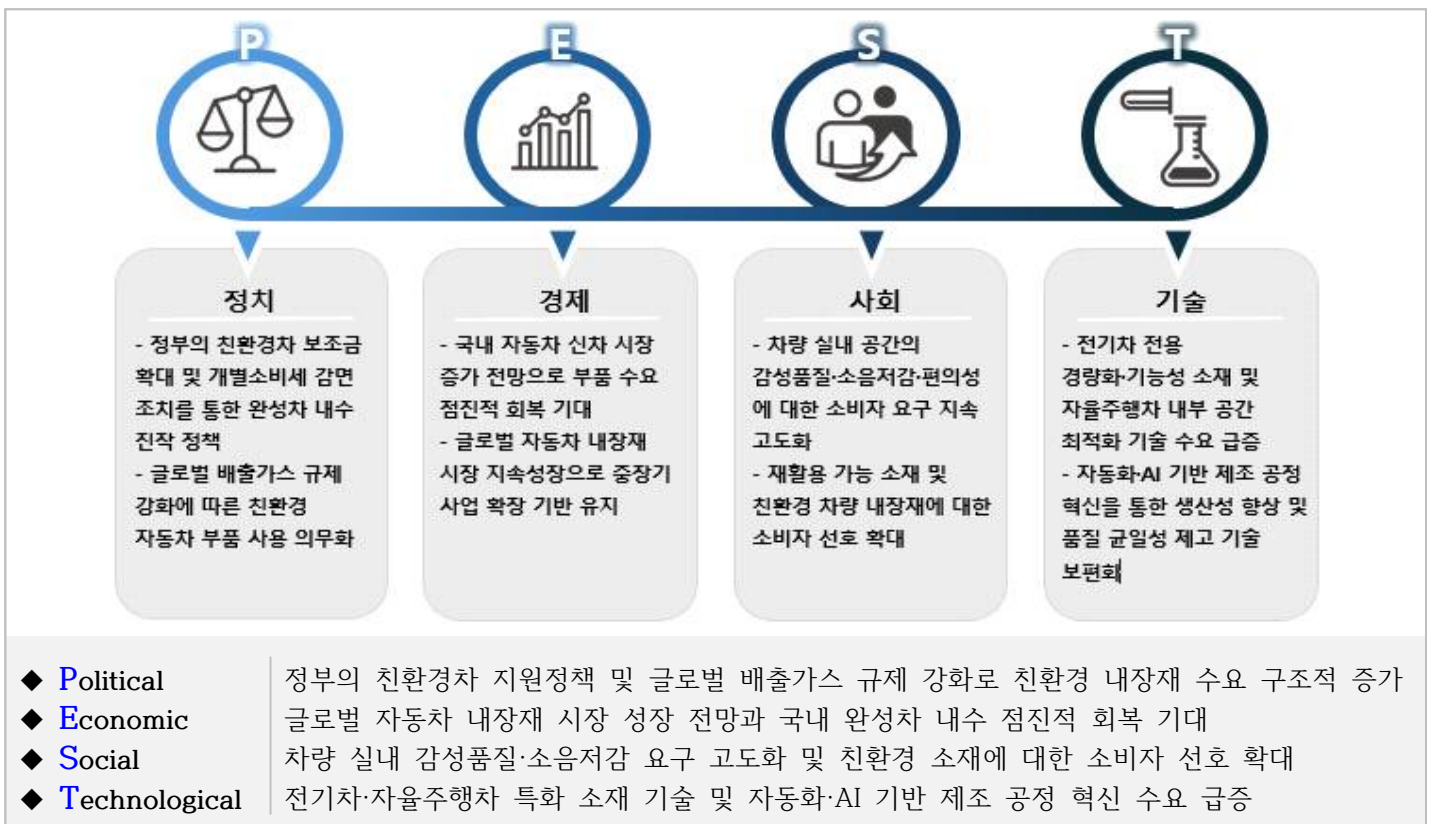 P E S T
정치
- 정부의 친환경차 보조금
확대 및 개별소비세 감면
조치를 통한 완성차 내수
진작 정책
- 글로벌 배출가스 규제
강화에 따른 친환경
자동차 부품 사용 의무화
경제
- 국내 자동차 신차 시장
증가 전망으로 부품 수요
점진적 회복 기대
- 글로벌 자동차 내장재
시장 지속성장으로 중장기
사업 확장 기반 유지
사회
- 차량 실내 공간의
감성품질·소음저감·편의성
에 대한 소비자 요구 지속
고도화
- 재활용 가능 소재 및
친환경 차량 내장재에 대한
소비자 선호 확대
기술
- 전기차 전용
경량화·기능성 소재 및
자율주행차 내부 공간
최적화 기술 수요 급증
- 자동화·AI 기반 제조 공정
혁신을 통한 생산성 향상 및
품질 균일성 제고 기술
보편화
◆ Political 정부의 친환경차 지원정책 및 글로벌 배출가스 규제 강화로 친환경 내장재 수요 구조적 증가
◆ Economic 글로벌 자동차 내장재 시장 성장 전망과 국내 완성차 내수 점진적 회복 기대
◆ Social 차량 실내 감성품질·소음저감 요구 고도화 및 친환경 소재에 대한 소비자 선호 확대
◆ Technological 전기차·자율주행차 특화 소재 기술 및 자동화·AI 기반 제조 공정 혁신 수요 급증